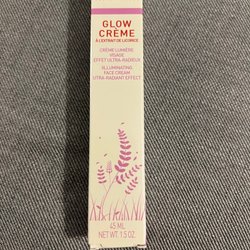 GLOW
CRÈME
À L'EXTRAIT DE LICORICE
CRÈME LUMIÈRE
VISAGE
EFFET ULTRA-RADIEUX
ILLUMINATING
FACE CREAM
UTRA-RADIANT EFFECT
45 ML
NET WT. 1.5 OZ.